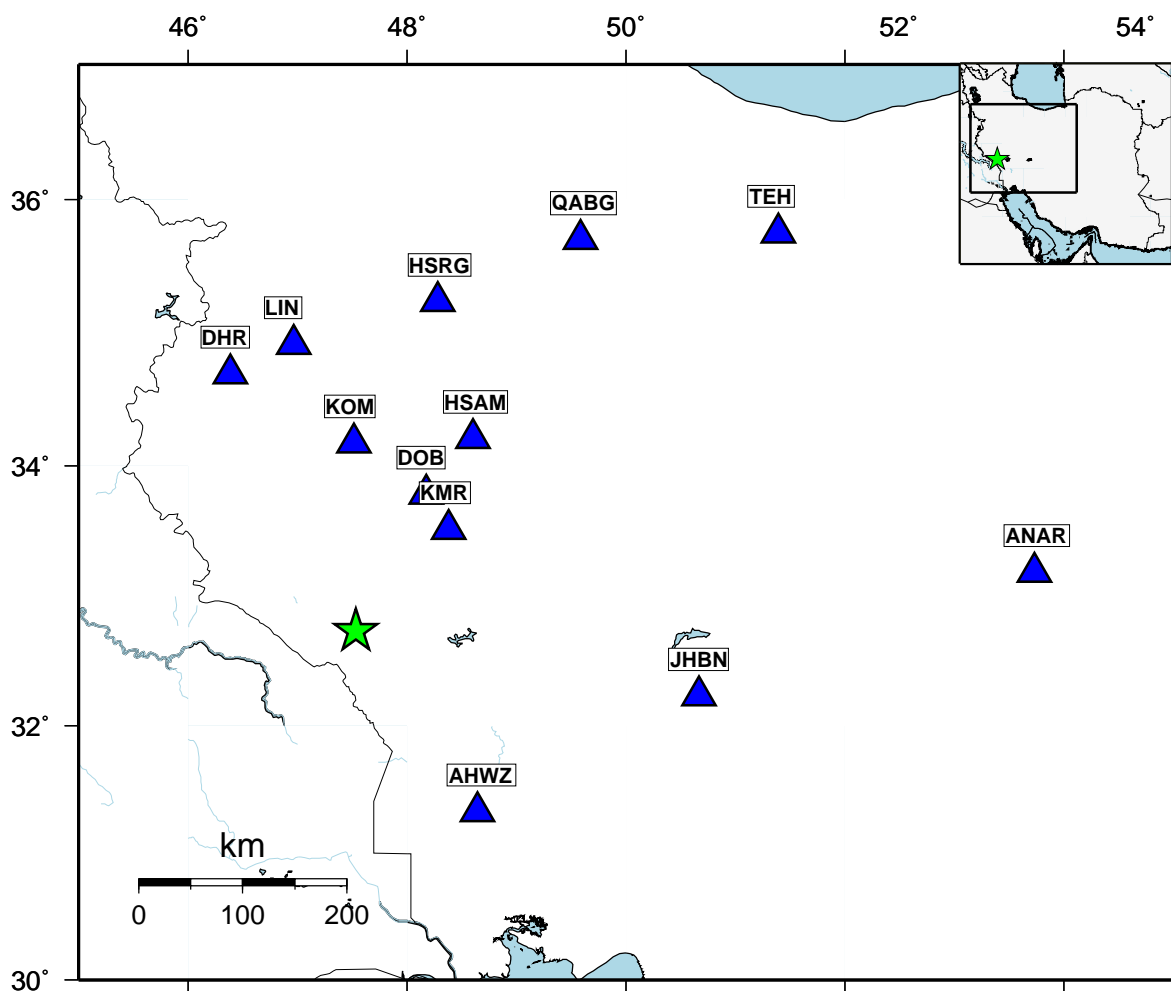 46˚ 48˚ 50˚ 52˚ 54˚
36˚
34˚
32˚
30˚
QABG
TEH
HSRG
LIN
DHR
KOM
HSAM
DOB
KMR
ANAR
JHBN
AHWZ
km
0 100 200